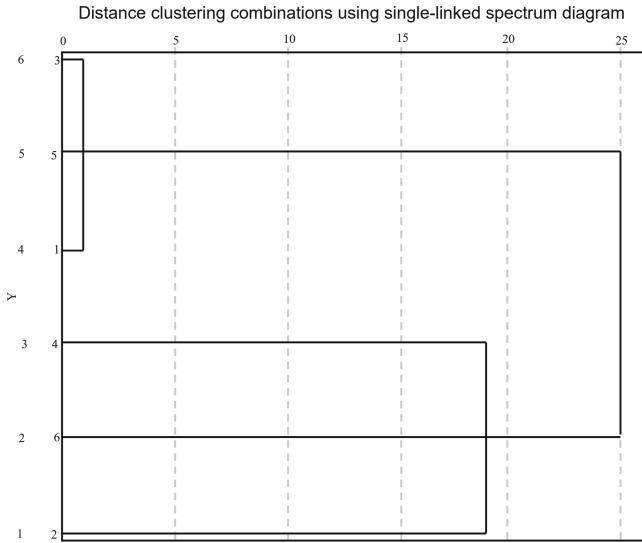 Distance clustering combinations using single-linked spectrum diagram
0 5 10 15 20 25
6 3
5 5
4 1
Y
3 4
2 6
1 2